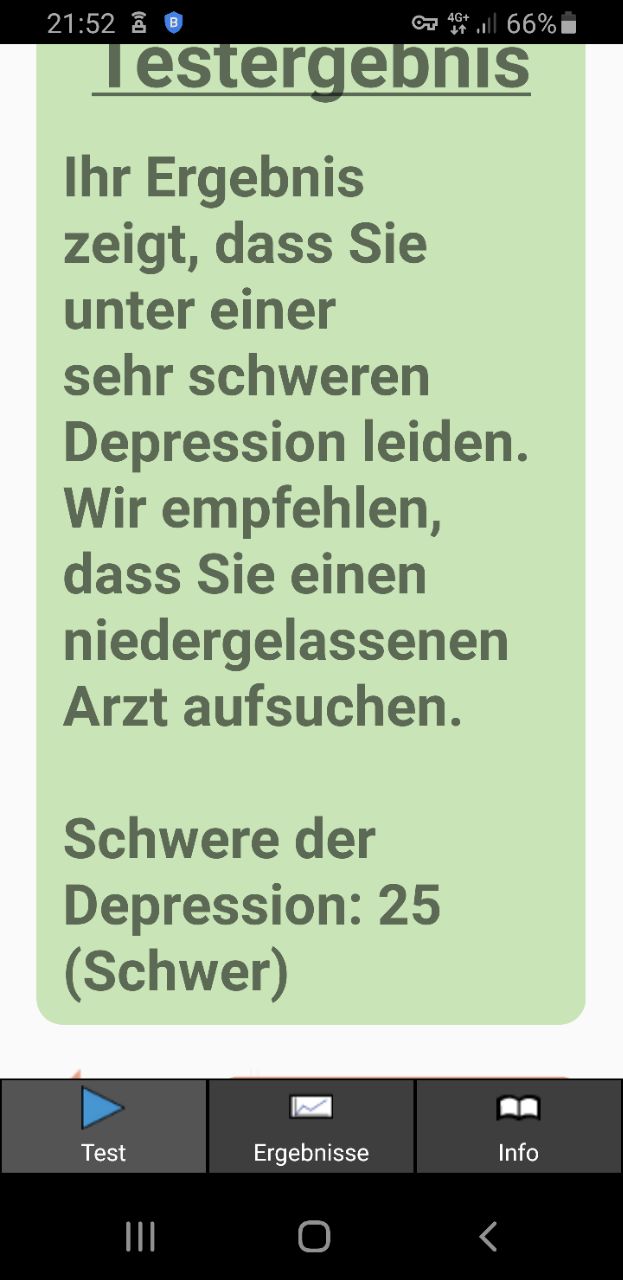 21:52 4G+ 66%
Testergebnis
Ihr Ergebnis
zeigt, dass Sie
unter einer
sehr schweren
Depression leiden.
Wir empfehlen,
dass Sie einen
niedergelassenen
Arzt aufsuchen.
Schwere der
Depression: 25
(Schwer)
Test Ergebnisse Info